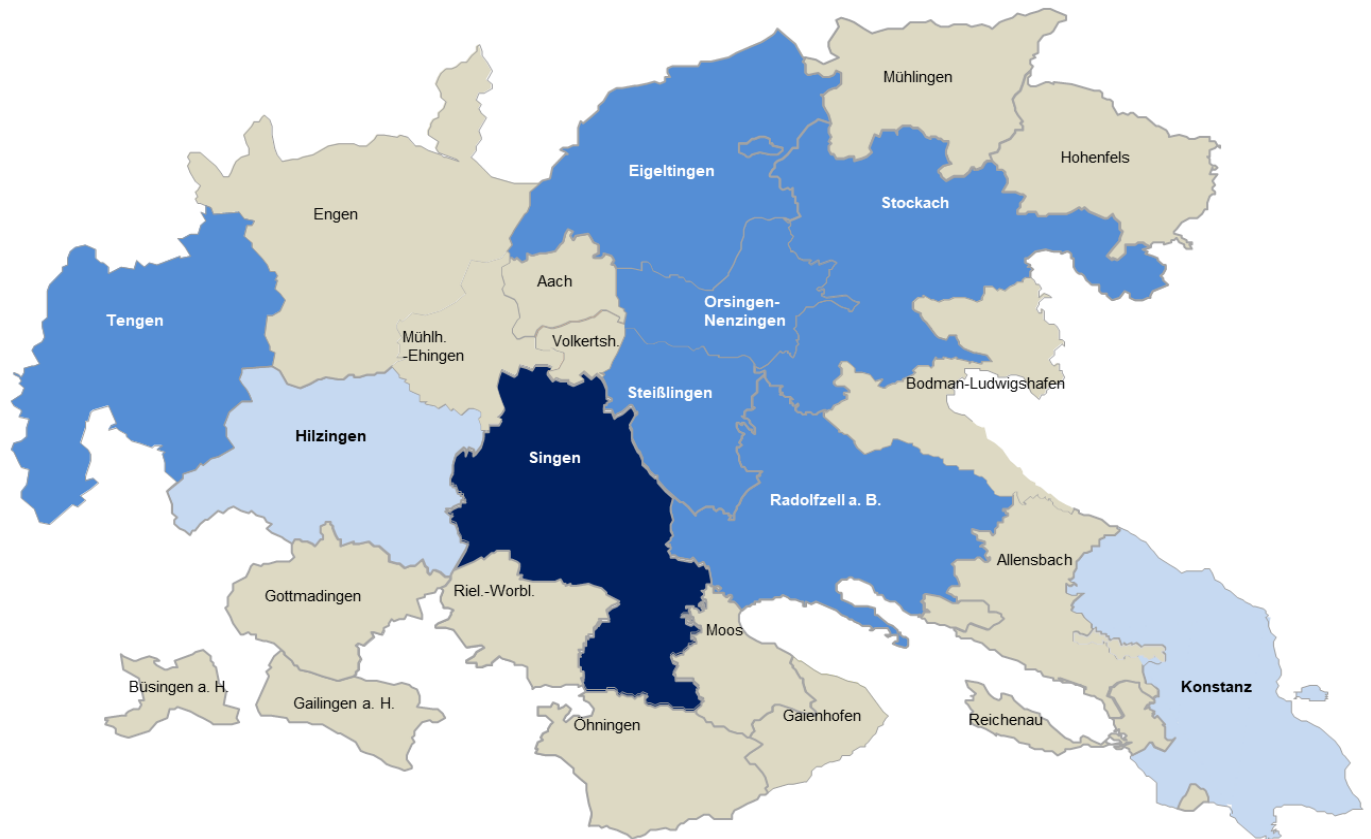 Mühlingen
Hohenfels
Eigeltingen
Stockach
Engen
Aach
Orsingen-
Nenzingen
Tengen
Mühlh.
-Ehingen
Volkertsh.
Bodman-Ludwigshafen
Steißlingen
Hilzingen
Singen
Radolfzell a. B.
Allensbach
Gottmadingen
Riel.-Worbl.
Moos
Büsingen a. H.
Gailingen a. H.
Konstanz
Öhningen
Gaienhofen
Reichenau